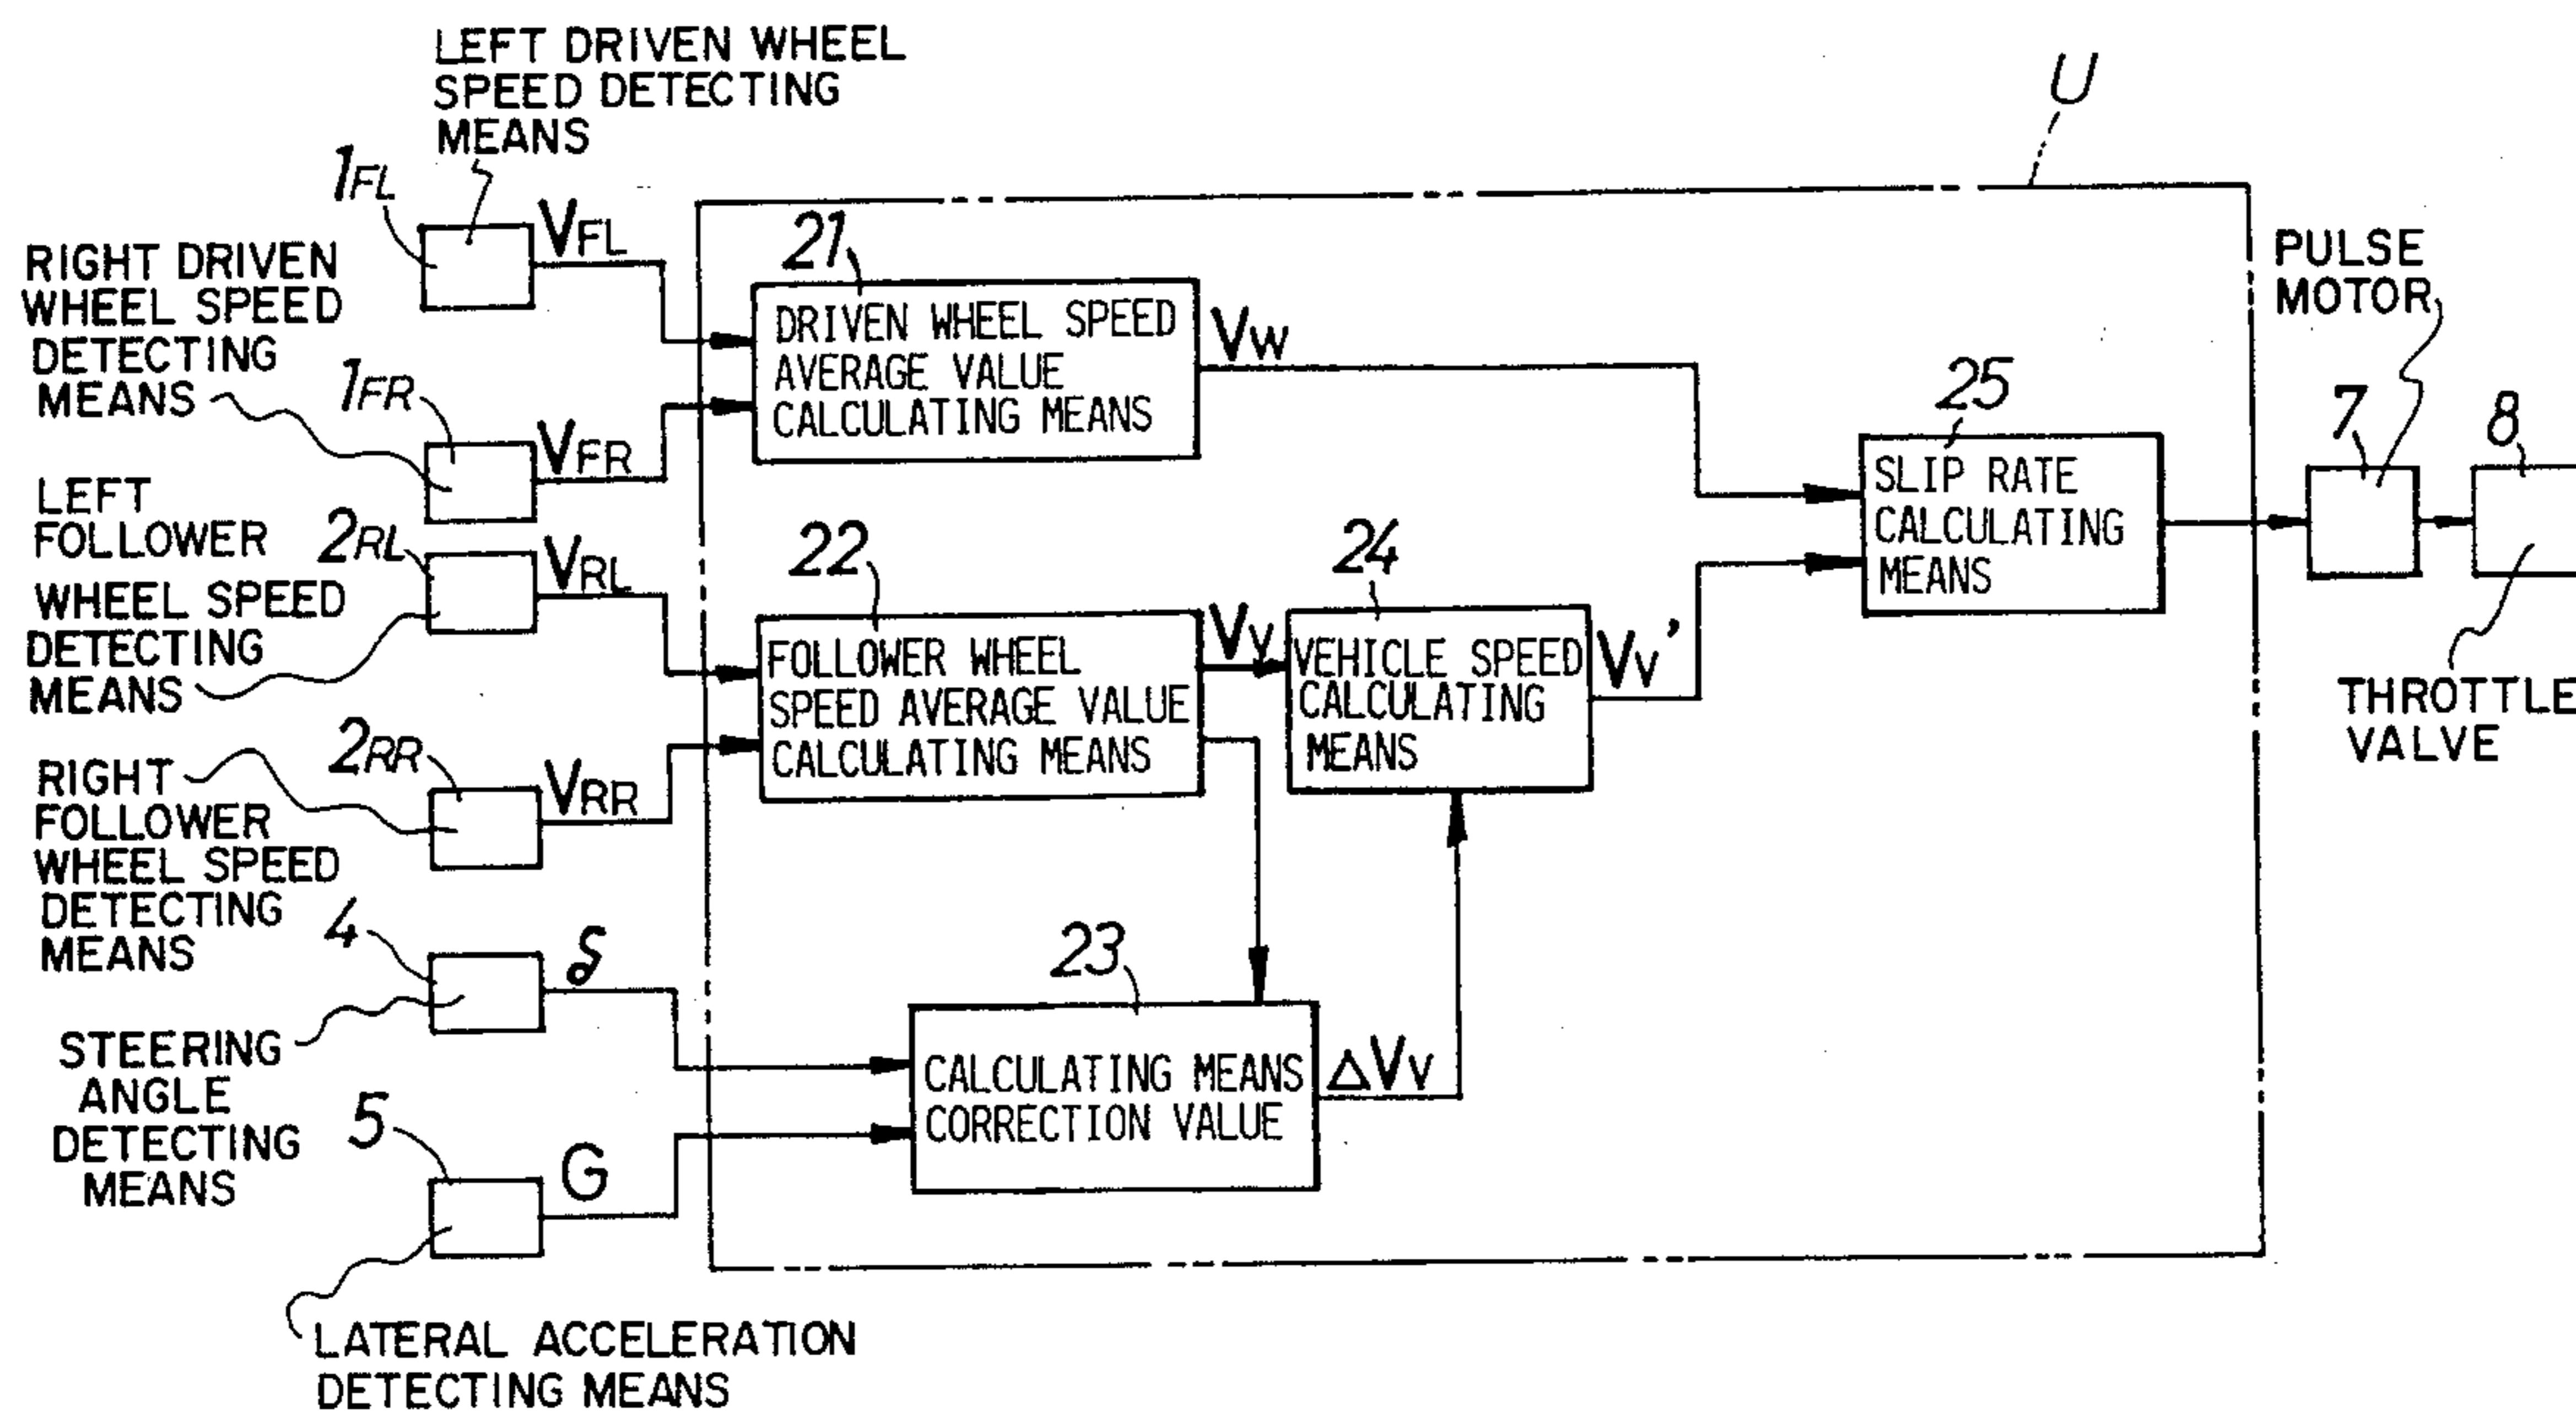 LEFT DRIVEN WHEEL
SPEED DETECTING
MEANS
U
1FL
VFL
RIGHT DRIVEN
WHEEL SPEED
DETECTING
MEANS
1FR
VFR
21
DRIVEN WHEEL SPEED
AVERAGE VALUE
CALCULATING MEANS
VW
PULSE
MOTOR
25
SLIP RATE
CALCULATING
MEANS
7
8
THROTTLE
VALVE
LEFT
FOLLOWER
WHEEL SPEED
DETECTING
MEANS
2RL
VRL
22
FOLLOWER WHEEL
SPEED AVERAGE VALUE
CALCULATING MEANS
VV
24
VEHICLE SPEED
CALCULATING
MEANS
VV'
RIGHT
FOLLOWER
WHEEL SPEED
DETECTING
MEANS
2RR
VRR
4
δ
STEERING
ANGLE
DETECTING
MEANS
23
CALCULATING MEANS
CORRECTION VALUE
ΔVV
5
G
LATERAL ACCELERATION
DETECTING MEANS